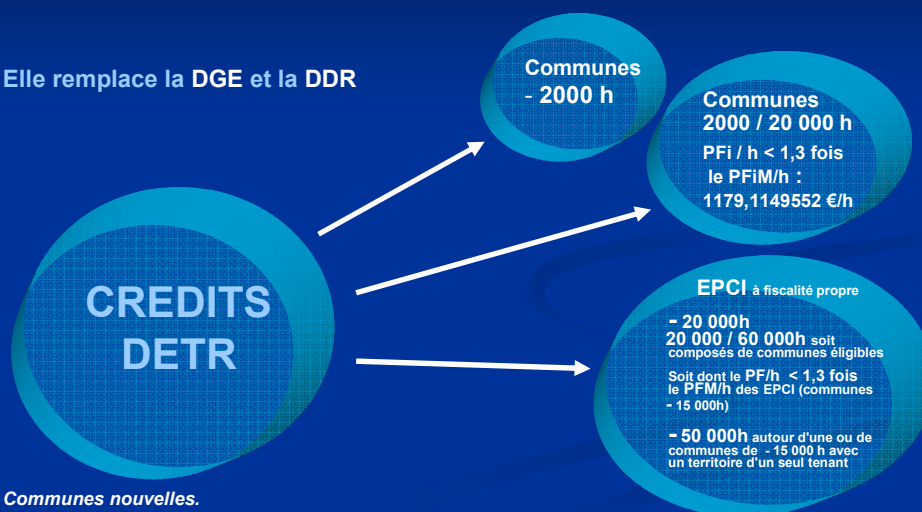 Elle remplace la DGE et la DDR
Communes
- 2000 h
Communes
2000 / 20 000 h
PFi / h < 1,3 fois
le PFiM/h :
1179,1149552 €/h
CREDITS
DETR
EPCI à fiscalité propre
- 20 000h
20 000 / 60 000h soit
composés de communes éligibles
Soit dont le PF/h < 1,3 fois
le PFM/h des EPCI (communes
- 15 000h)
- 50 000h autour d'une ou de
communes de - 15 000 h avec
un territoire d'un seul tenant
Communes nouvelles.